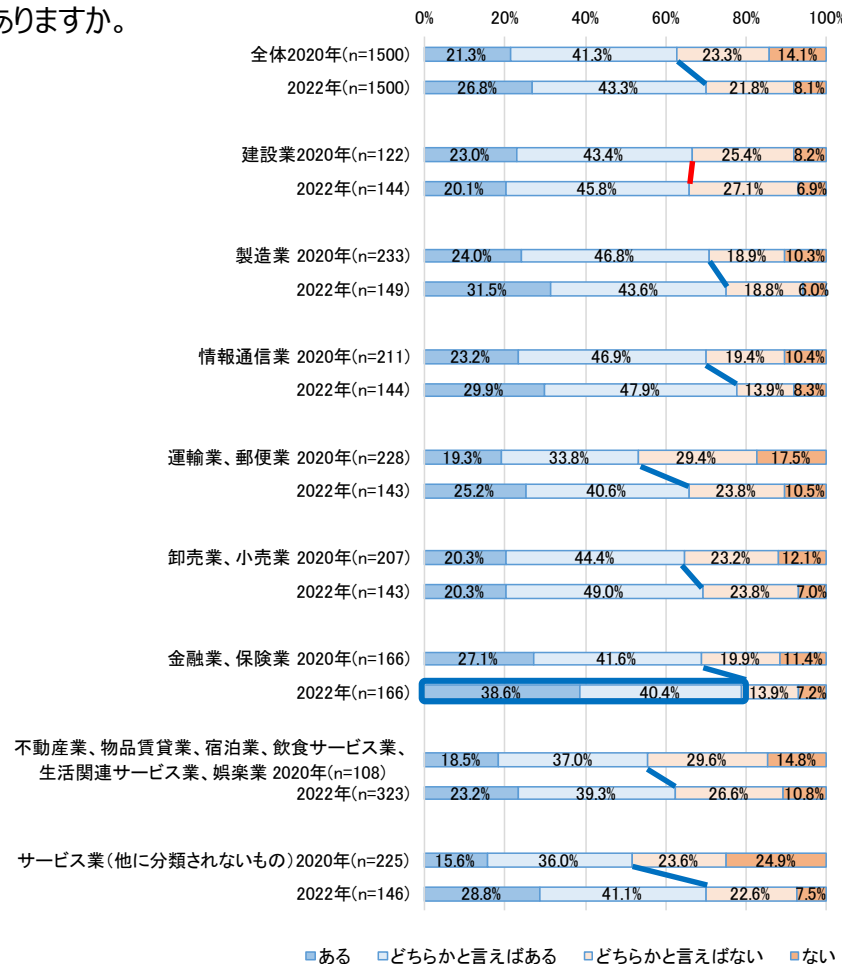 ありますか。
0% 20% 40% 60% 80% 100%
全体2020年(n=1500) 21.3% 41.3% 23.3% 14.1%
2022年(n=1500) 26.8% 43.3% 21.8% 8.1%
建設業2020年(n=122) 23.0% 43.4% 25.4% 8.2%
2022年(n=144) 20.1% 45.8% 27.1% 6.9%
製造業 2020年(n=233) 24.0% 46.8% 18.9% 10.3%
2022年(n=149) 31.5% 43.6% 18.8% 6.0%
情報通信業 2020年(n=211) 23.2% 46.9% 19.4% 10.4%
2022年(n=144) 29.9% 47.9% 13.9% 8.3%
運輸業、郵便業 2020年(n=228) 19.3% 33.8% 29.4% 17.5%
2022年(n=143) 25.2% 40.6% 23.8% 10.5%
卸売業、小売業 2020年(n=207) 20.3% 44.4% 23.2% 12.1%
2022年(n=143) 20.3% 49.0% 23.8% 7.0%
金融業、保険業 2020年(n=166) 27.1% 41.6% 19.9% 11.4%
2022年(n=166) 38.6% 40.4% 13.9% 7.2%
不動産業、物品賃貸業、宿泊業、飲食サービス業、
生活関連サービス業、娯楽業 2020年(n=108) 18.5% 37.0% 29.6% 14.8%
2022年(n=323) 23.2% 39.3% 26.6% 10.8%
サービス業(他に分類されないもの)2020年(n=225) 15.6% 36.0% 23.6% 24.9%
2022年(n=146) 28.8% 41.1% 22.6% 7.5%
ある どちらかと言えばある どちらかと言えばない ない